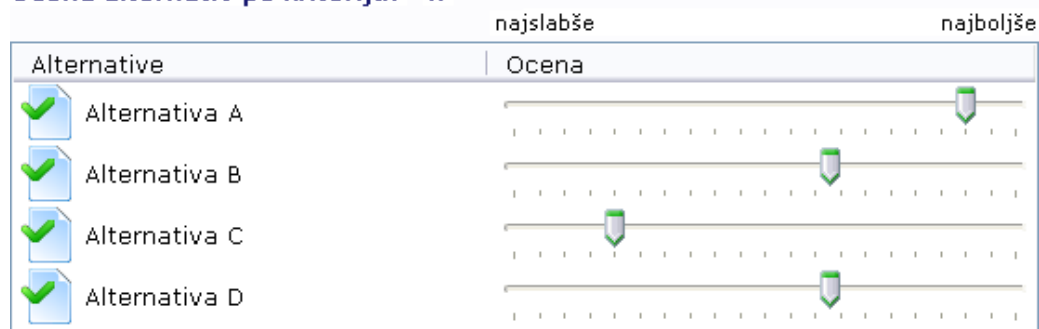 najslabše najboljše
Alternative Ocena
Alternativa A
Alternativa B
Alternativa C
Alternativa D